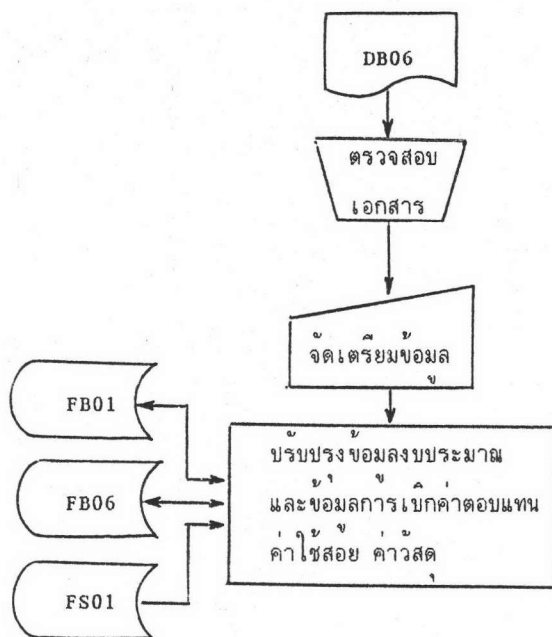 DB06
ตรวจสอบ
เอกสาร
จัดเตรียมข้อมูล
FB01
FB06
FS01
ปรับปรุงข้อมูลงบประมาณ
และข้อมูลการเบิกค่าตอบแทน
ค่าใช้สอย ค่าวัสดุ